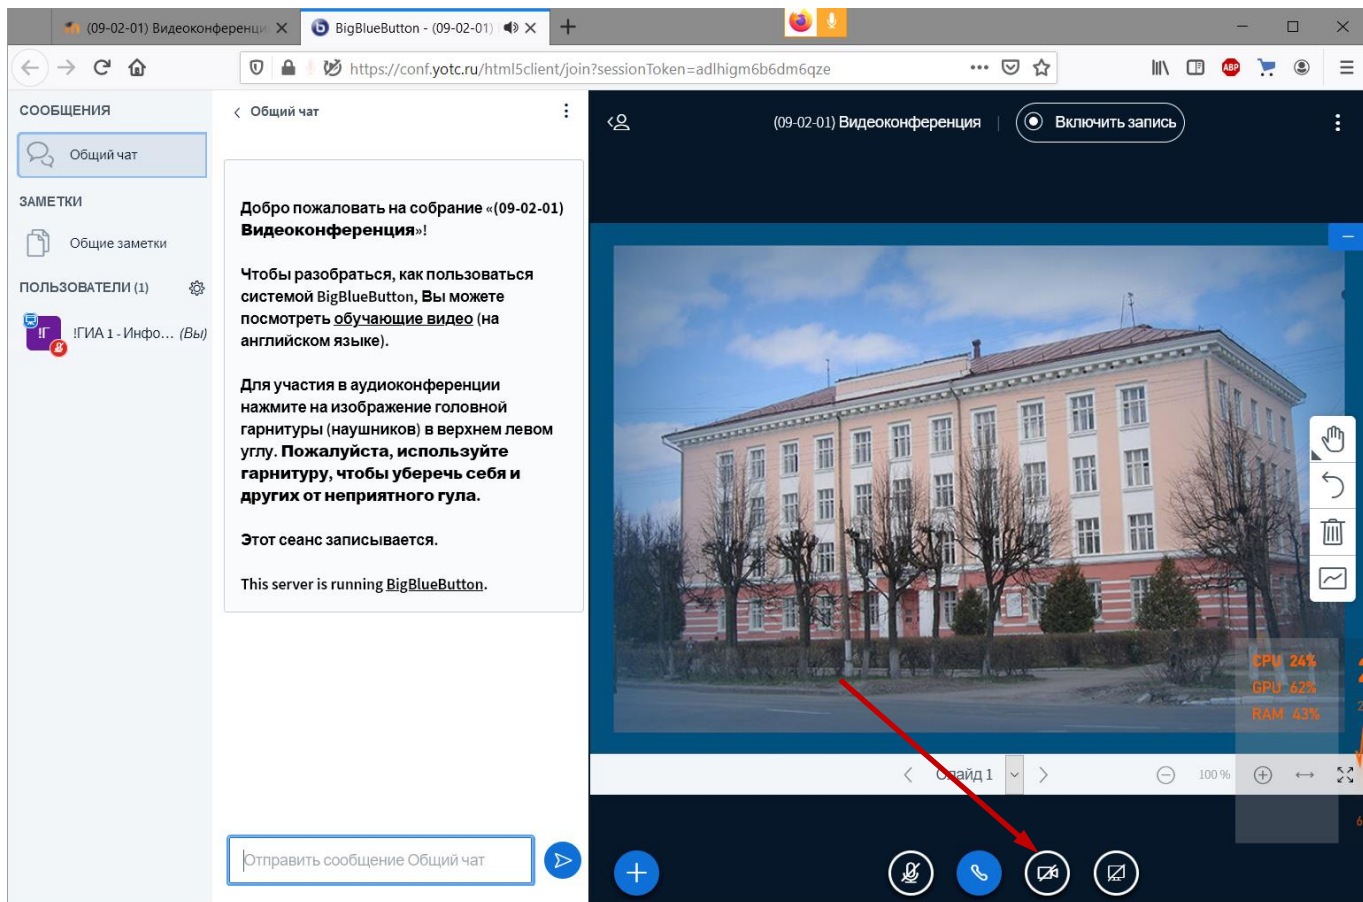 (09-02-01) Видеоконференци
BigBlueButton - (09-02-01)
https://conf.yotc.ru/html5client/join?sessionToken=adlhigm6b6dm6qze
ABP
СООБЩЕНИЯ
Общий чат
ЗАМЕТКИ
Общие заметки
ПОЛЬЗОВАТЕЛИ (1)
!Г
!ГИА 1 - Инфо... (Вы)
Общий чат
Добро пожаловать на собрание «(09-02-01)
Видеоконференция»!
Чтобы разобраться, как пользоваться
системой BigBlueButton, Вы можете
посмотреть обучающие видео (на
английском языке).
Для участия в аудиоконференции
нажмите на изображение головной
гарнитуры (наушников) в верхнем левом
углу. Пожалуйста, используйте
гарнитуру, чтобы уберечь себя и
других от неприятного гула.
Этот сеанс записывается.
This server is running BigBlueButton.
Отправить сообщение Общий чат
(09-02-01) Видеоконференция
Включить запись
CPU 24%
GPU 62%
RAM 43%
Слайд 1
100 %